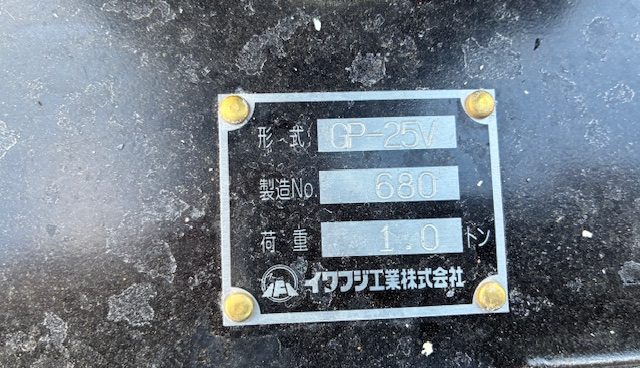 形式 GP-25V
製造No. 680
荷重 1.0 トン
イワフジ工業株式会社